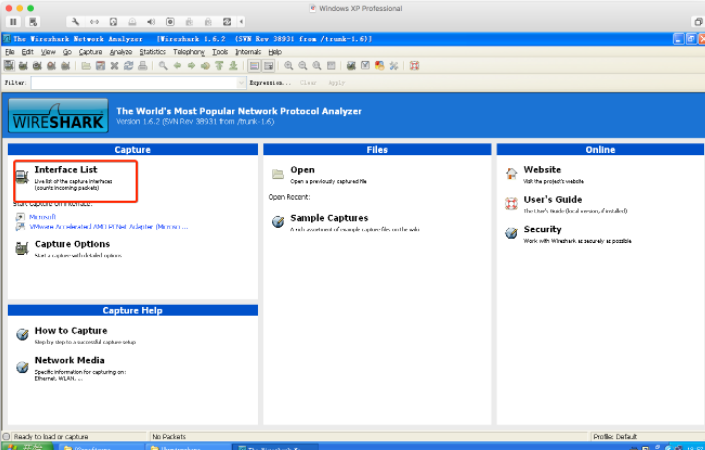 Windows XP Professional
The Wireshark Network Analyzer [Wireshark 1.6.2 (SVN Rev 38931 from /trunk-1.6)]
File Edit View Go Capture Analyze Statistics Telephony Tools Internals Help
Filter: Expression... Clear Apply
WIRESHARK
The World's Most Popular Network Protocol Analyzer
Version 1.6.2 (SVN Rev 38931 from /trunk-1.6)
Capture
Interface List
Live list of the capture interfaces
(counts incoming packets)
Start capture on interface:
Microsoft
VMware Accelerated AMD PCNet Adapter (Microso...
Capture Options
Start a capture with detailed options
Capture Help
How to Capture
Step by step to a successful capture setup
Network Media
Specific information for capturing on:
Ethernet, WLAN, ...
Files
Open
Open a previously captured file
Open Recent:
Sample Captures
A rich assortment of example capture files on the wiki
Online
Website
Visit the project's website
User's Guide
The User's Guide (local version, if installed)
Security
Work with Wireshark as securely as possible
Ready to load or capture
No Packets
Profile: Default